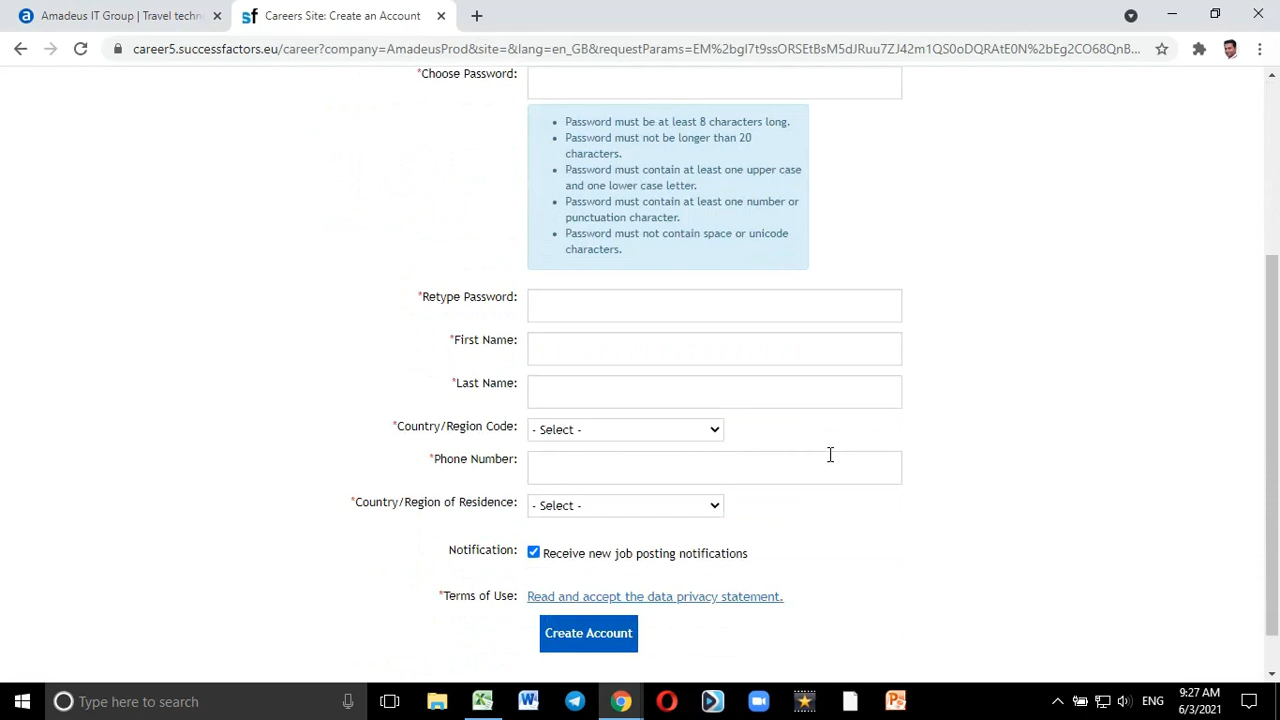 Amadeus IT Group | Travel techn
Careers Site: Create an Account
career5.successfactors.eu/career?company=AmadeusProd&site=&lang=en_GB&requestParams=EM%2bgI7t9ssORSEtBsM5dJRuu7ZJ42m1QS0oDQRAtE0N%2bEg2CO68QnB...
*Choose Password:
• Password must be at least 8 characters long.
• Password must not be longer than 20
characters.
• Password must contain at least one upper case
and one lower case letter.
• Password must contain at least one number or
punctuation character.
• Password must not contain space or unicode
characters.
*Retype Password:
*First Name:
*Last Name:
*Country/Region Code: - Select -
*Phone Number:
*Country/Region of Residence: - Select -
Notification: Receive new job posting notifications
*Terms of Use: Read and accept the data privacy statement.
Create Account
Type here to search
ENG
9:27 AM
6/3/2021